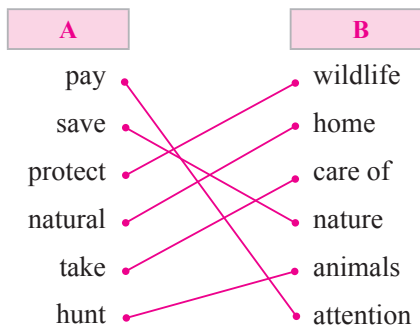 A B
pay wildlife
save home
protect care of
natural nature
take animals
hunt attention